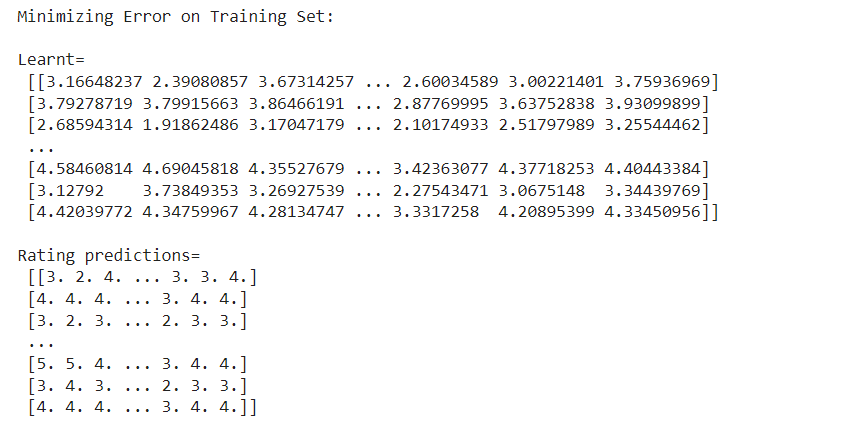 Minimizing Error on Training Set:
Learnt=
[[3.16648237 2.39080857 3.67314257 ... 2.60034589 3.00221401 3.75936969]
[3.79278719 3.79915663 3.86466191 ... 2.87769995 3.63752838 3.93099899]
[2.68594314 1.91862486 3.17047179 ... 2.10174933 2.51797989 3.25544462]
...
[4.58460814 4.69045818 4.35527679 ... 3.42363077 4.37718253 4.40443384]
[3.12792    3.73849353 3.26927539 ... 2.27543471 3.0675148  3.34439769]
[4.42039772 4.34759967 4.28134747 ... 3.3317258  4.20895399 4.33450956]]
Rating predictions=
[[3. 2. 4. ... 3. 3. 4.]
[4. 4. 4. ... 3. 4. 4.]
[3. 2. 3. ... 2. 3. 3.]
...
[5. 5. 4. ... 3. 4. 4.]
[3. 4. 3. ... 2. 3. 3.]
[4. 4. 4. ... 3. 4. 4.]]